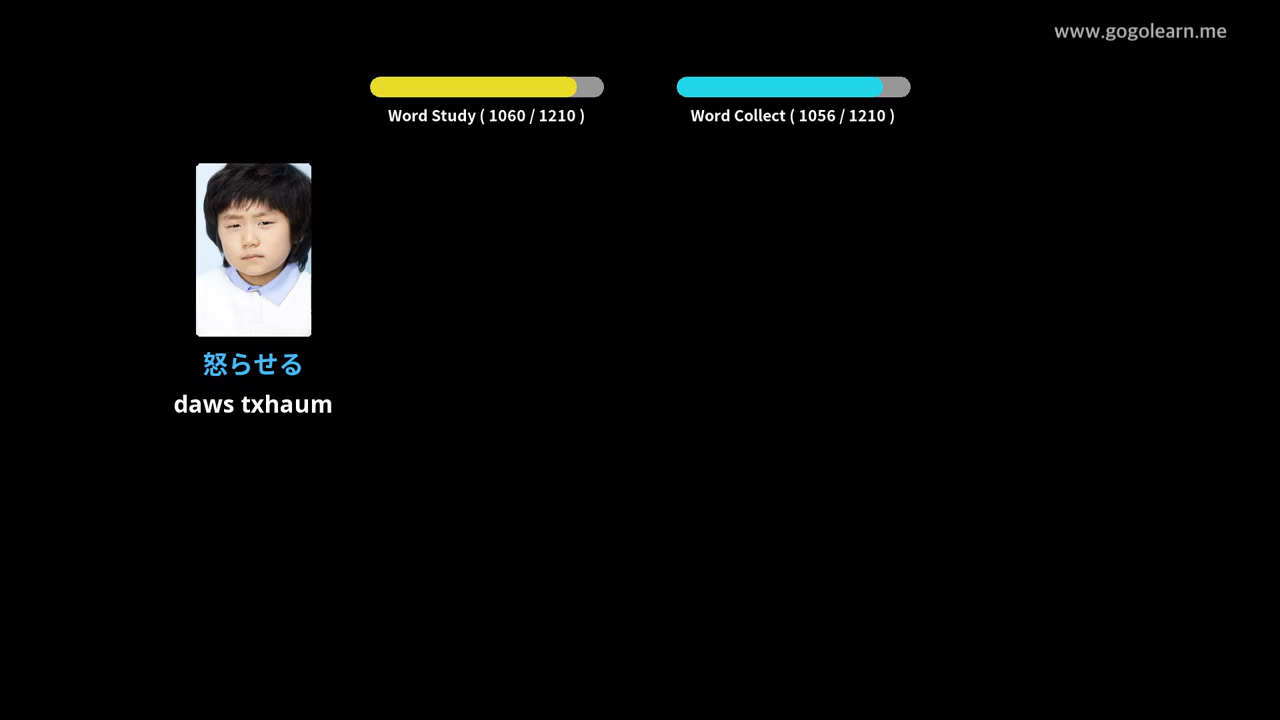 www.gogolearn.me
Word Study ( 1060 / 1210 )
Word Collect ( 1056 / 1210 )
怒らせる
daws txhaum